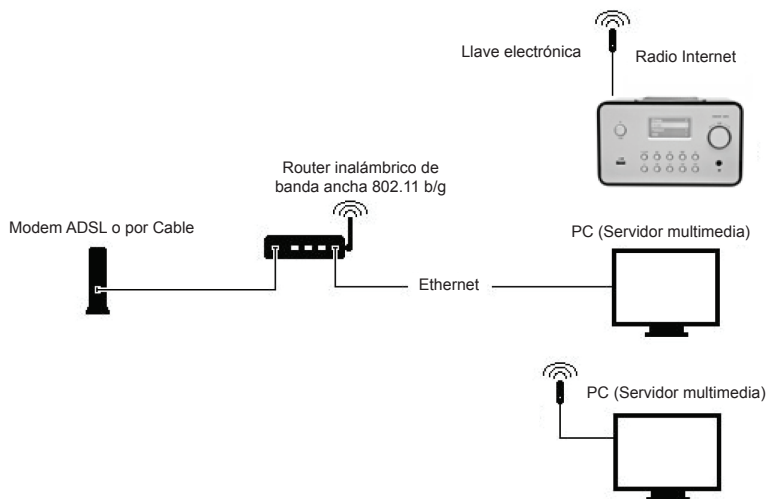 Llave electrónica
Radio Internet
Router inalámbrico de
banda ancha 802.11 b/g
Modem ADSL o por Cable
PC (Servidor multimedia)
Ethernet
PC (Servidor multimedia)